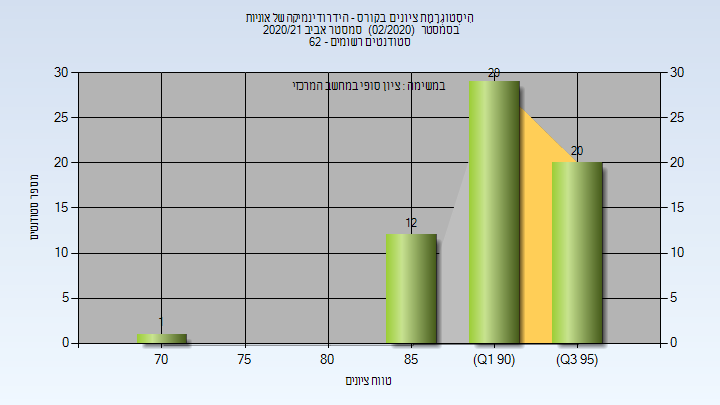 היסטוגרמת ציונים בקורס - הידרודינמיקה של אוניות
בסמסטר (02/2020) סמסטר אביב 2020/21
סטודנטים רשומים - 62
במשימה : ציון סופי במחשב המרכזי
30 30
25 25
20 20
15 15
10 10
5 5
0 0
1 12 29 20
70 75 80 85 (Q1 90) (Q3 95)
מספר סטודנטים
טווח ציונים